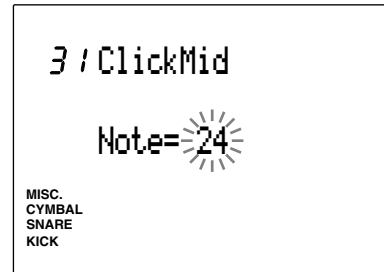 31 ClickMid
Note=24
MISC.
CYMBAL
SNARE
KICK